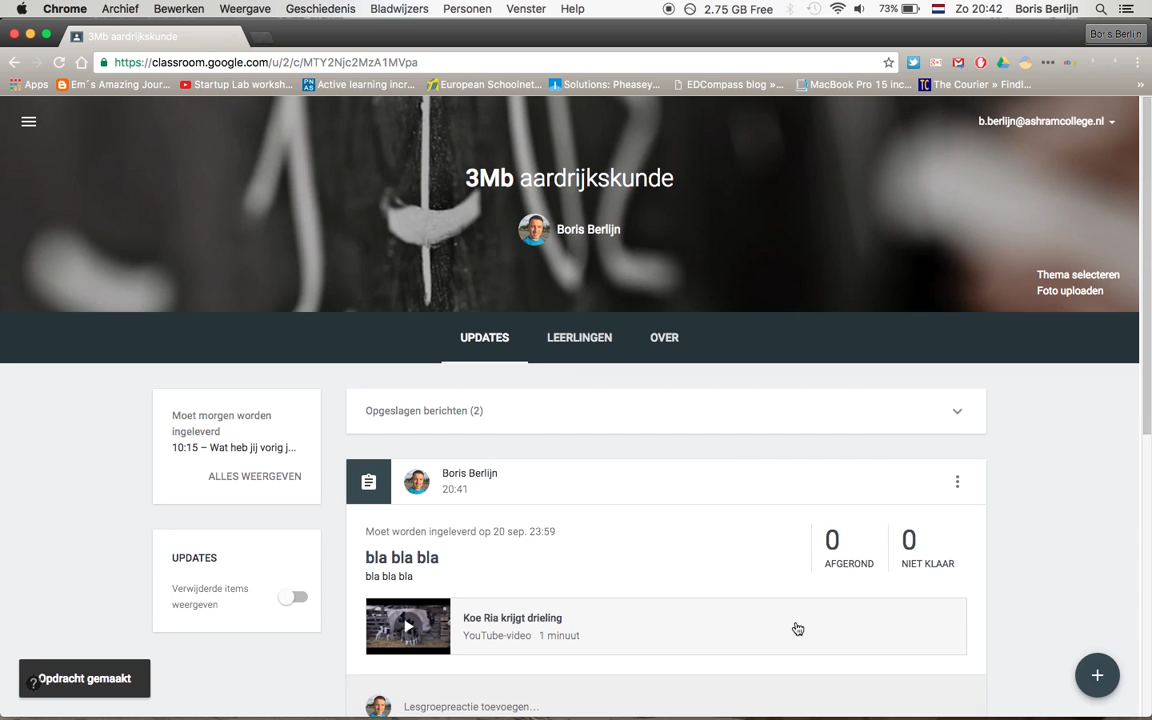 Chrome Archief Bewerken Weergave Geschiedenis Bladwijzers Personen Venster Help 2.75 GB Free 73% Zo 20:42 Boris Berlijn
3Mb aardrijkskunde
Boris Berlijn
https://classroom.google.com/u/2/c/MTY2Njc2MzA1MVpa
Apps Em´s Amazing Jour... Startup Lab worksh... Active learning incr... European Schoolnet... Solutions: Pheasey... EDCompass blog »... MacBook Pro 15 inc... The Courier » Findl... »
b.berlijn@ashramcollege.nl
3Mb aardrijkskunde
Boris Berlijn
Thema selecteren
Foto uploaden
UPDATES LEERLINGEN OVER
Moet morgen worden
ingeleverd
10:15 – Wat heb jij vorig j...
ALLES WEERGEVEN
UPDATES
Verwijderde items
weergeven
Opgeslagen berichten (2)
Boris Berlijn
20:41
Moet worden ingeleverd op 20 sep. 23:59
bla bla bla
bla bla bla
0 AFGEROND
0 NIET KLAAR
Koe Ria krijgt drieling
YouTube-video 1 minuut
Lesgroepreactie toevoegen...
? Opdracht gemaakt